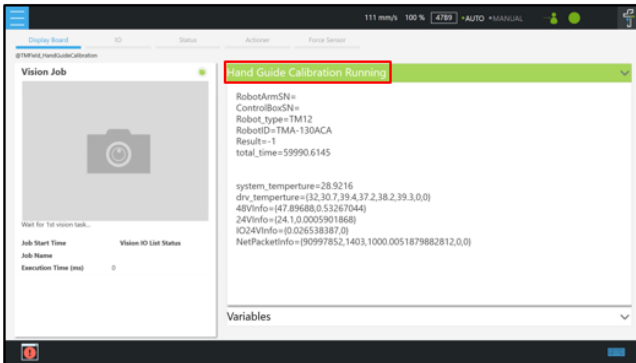 111 mm/s 100 % 4789 •AUTO •MANUAL
Display Board IO Status Actioner Force Sensor
@TMField_HandGuideCalibration
Vision Job
Hand Guide Calibration Running
RobotArmSN=
ControlBoxSN=
Robot_type=TM12
RobotID=TMA-130ACA
Result=-1
total_time=59990.6145
system_temperture=28.9216
drv_temperture={32,30.7,39.4,37.2,38.2,39.3,0,0}
48VInfo={47.89688,0.53267044}
24VInfo={24.1,0.0005901868}
IO24VInfo={0.026538387,0}
NetPacketInfo={90997852,1403,1000.0051879882812,0,0}
Wait for 1st vision task...
Job Start Time Vision IO List Status
Job Name
Execution Time (ms) 0
Variables